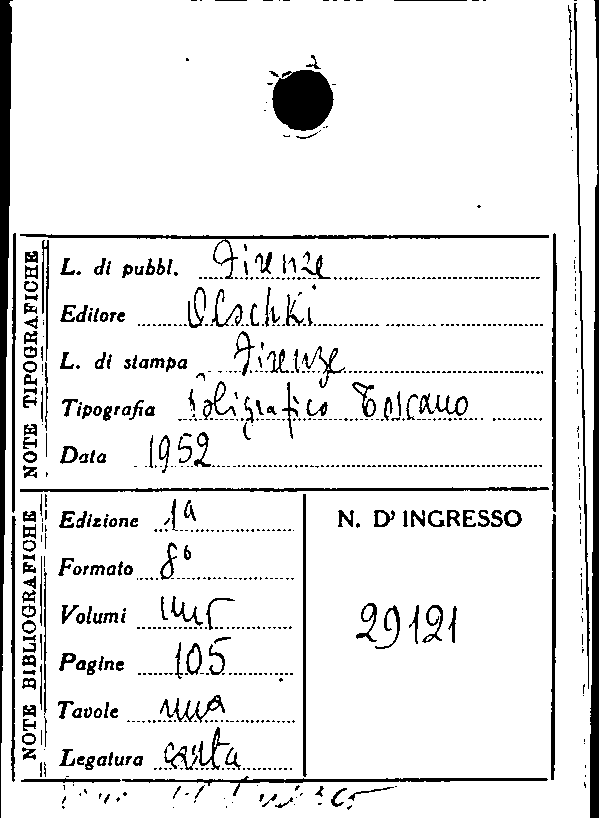 NOTE TIPOGRAFICHE
L. di pubbl. Firenze
Editore Olschki
L. di stampa Firenze
Tipografia Poligrafico Toscano
Data 1952
NOTE BIBLIOGRAFICHE
Edizione 1a
Formato 8°
Volumi
Pagine 105
Tavole una
Legatura carta
N. D' INGRESSO
29121